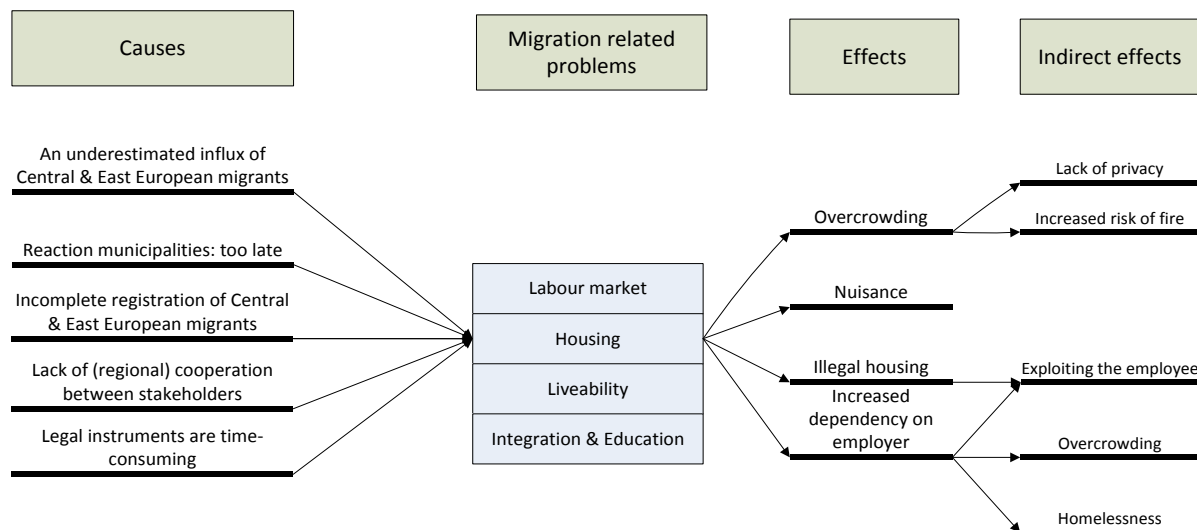 Causes
Migration related
problems
Effects
Indirect effects
An underestimated influx of
Central & East European migrants
Reaction municipalities: too late
Incomplete registration of Central
& East European migrants
Lack of (regional) cooperation
between stakeholders
Legal instruments are time-
consuming
Labour market
Housing
Liveability
Integration & Education
Overcrowding
Nuisance
Illegal housing
Increased
dependency on
employer
Lack of privacy
Increased risk of fire
Exploiting the employee
Overcrowding
Homelessness